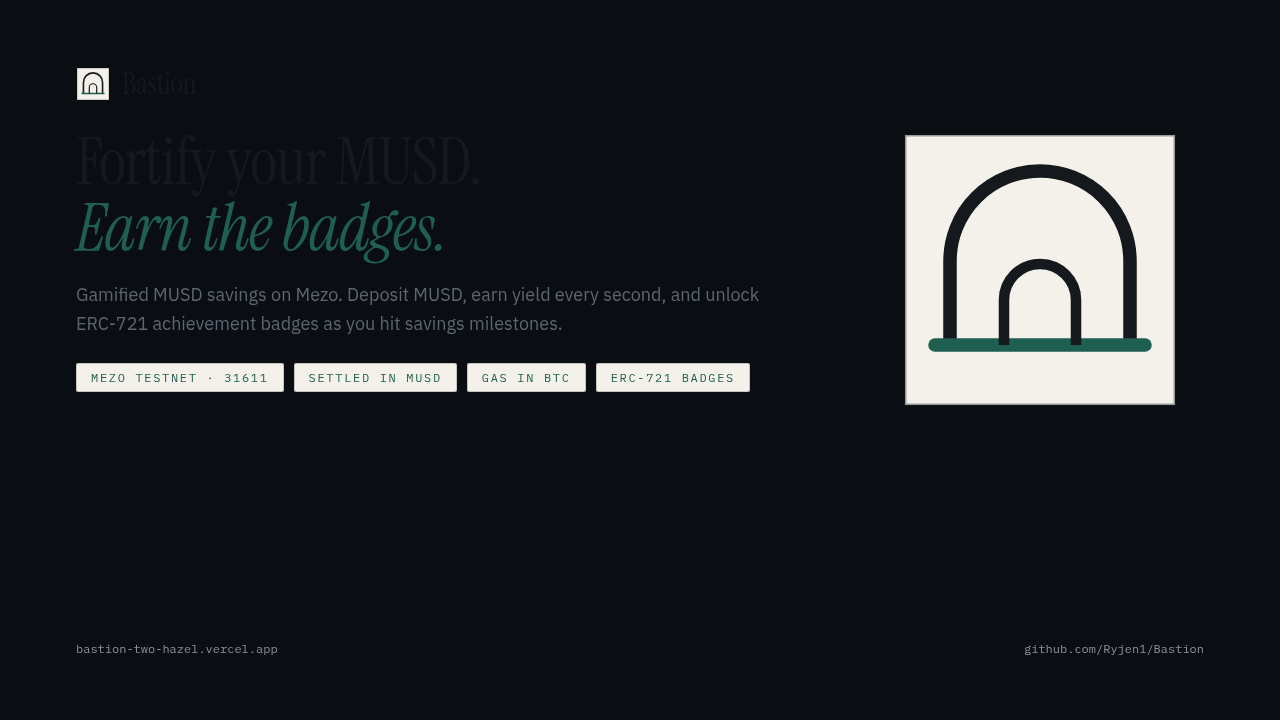 Bastion
Fortify your MUSD.
Earn the badges.
Gamified MUSD savings on Mezo. Deposit MUSD, earn yield every second, and unlock
ERC-721 achievement badges as you hit savings milestones.
MEZO TESTNET · 31611
SETTLED IN MUSD
GAS IN BTC
ERC-721 BADGES
bastion-two-hazel.vercel.app
github.com/Ryjen1/Bastion